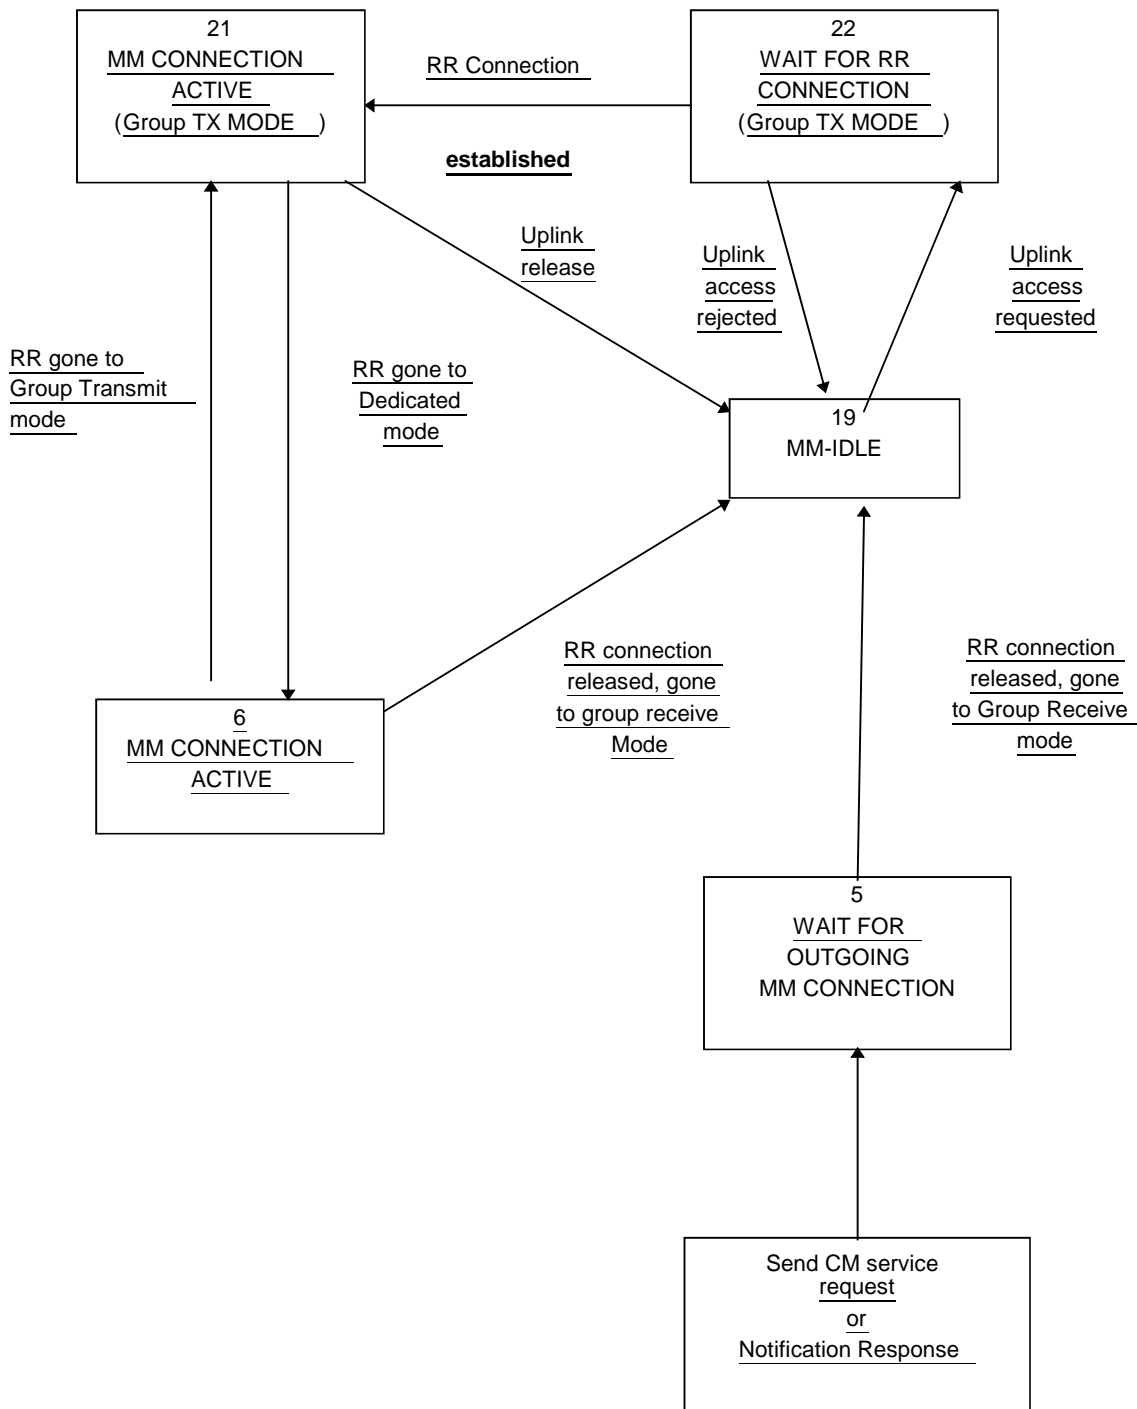 21
MM CONNECTION
ACTIVE
(Group TX MODE )
RR Connection
established
22
WAIT FOR RR
CONNECTION
(Group TX MODE )
Uplink
release
Uplink
access
rejected
Uplink
access
requested
RR gone to
Group Transmit
mode
RR gone to
Dedicated
mode
19
MM-IDLE
RR connection
released, gone
to group receive
Mode
RR connection
released, gone
to Group Receive
mode
6
MM CONNECTION
ACTIVE
5
WAIT FOR
OUTGOING
MM CONNECTION
Send CM service
request
or
Notification Response